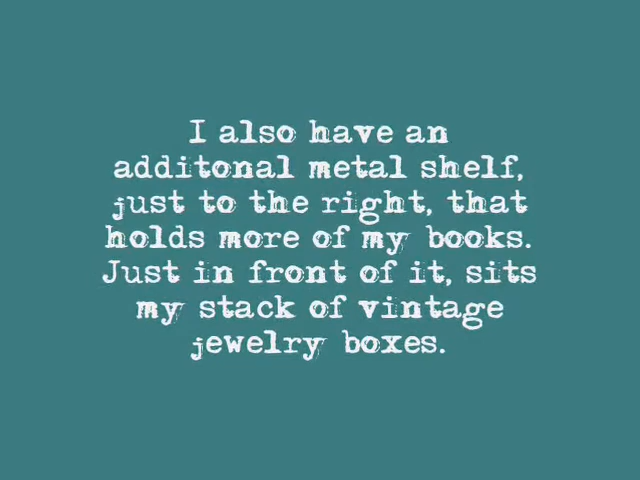 I also have an
additonal metal shelf,
just to the right, that
holds more of my books.
Just in front of it, sits
my stack of vintage
jewelry boxes.